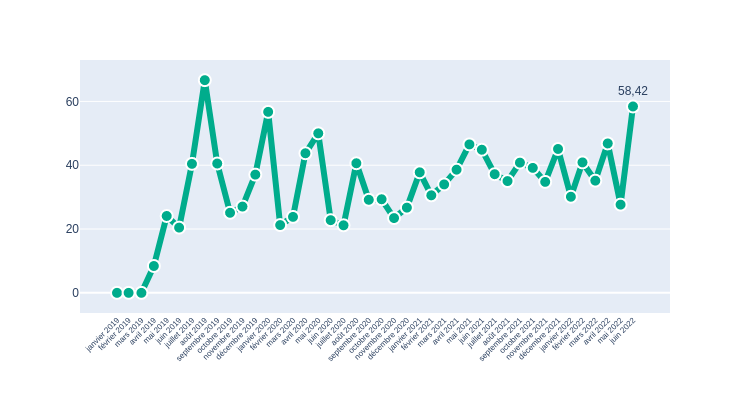 58,42
60
40
20
0
janvier 2019
février 2019
mars 2019
avril 2019
mai 2019
juin 2019
juillet 2019
août 2019
septembre 2019
octobre 2019
novembre 2019
décembre 2019
janvier 2020
février 2020
mars 2020
avril 2020
mai 2020
juin 2020
juillet 2020
août 2020
septembre 2020
octobre 2020
novembre 2020
décembre 2020
janvier 2021
février 2021
mars 2021
avril 2021
mai 2021
juin 2021
juillet 2021
août 2021
septembre 2021
octobre 2021
novembre 2021
décembre 2021
janvier 2022
février 2022
mars 2022
avril 2022
mai 2022
juin 2022